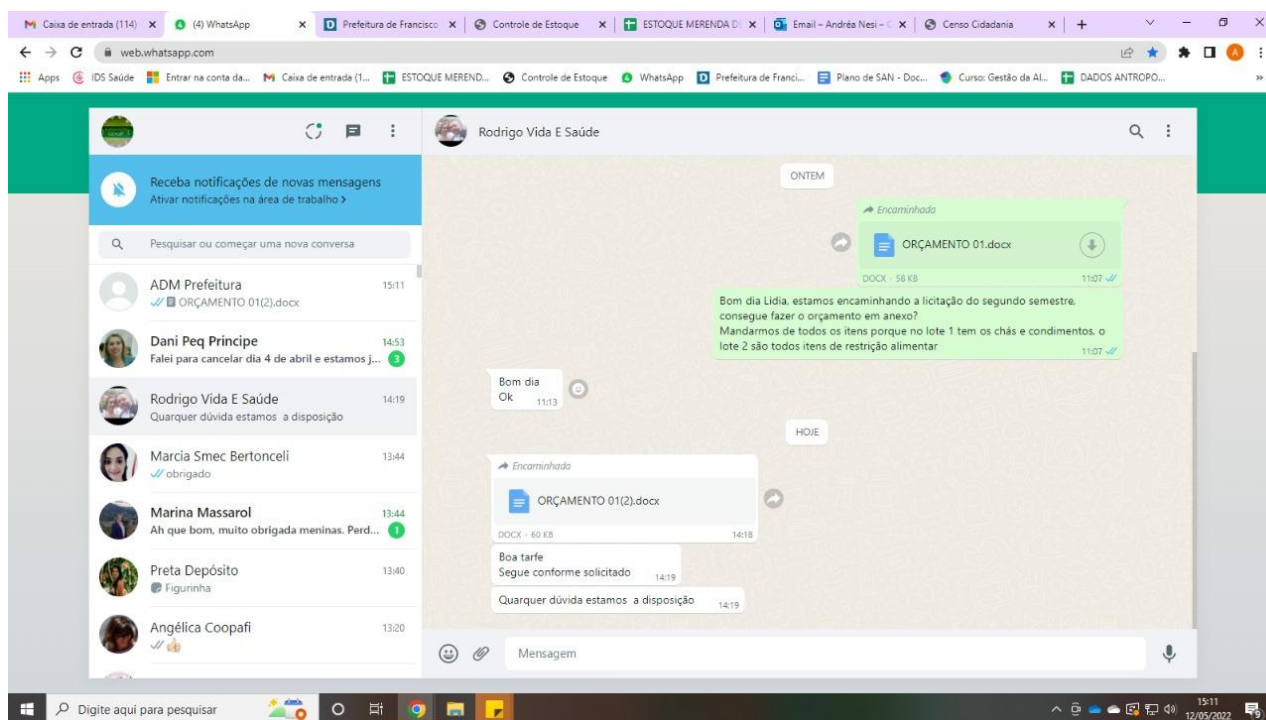 Caixa de entrada (114)
(4) WhatsApp
Prefeitura de Francisco
Controle de Estoque
ESTOQUE MERENDA D
Email – Andréa Nesi – C
Censo Cidadania
web.whatsapp.com
Apps
IDS Saúde
Entrar na conta da...
Caixa de entrada (1...
ESTOQUE MEREND...
Controle de Estoque
WhatsApp
Prefeitura de Franci...
Plano de SAN - Doc...
Curso: Gestão da Al...
DADOS ANTROPO...
Receba notificações de novas mensagens
Ativar notificações na área de trabalho
Pesquisar ou começar uma nova conversa
ADM Prefeitura 15:11
ORÇAMENTO 01(2).docx
Dani Peq Principe 14:53
Falei para cancelar dia 4 de abril e estamos j... 3
Rodrigo Vida E Saúde 14:19
Quarquer dúvida estamos a disposição
Marcia Smec Bertonceli 13:44
obrigado
Marina Massarol 13:44
Ah que bom, muito obrigada meninas. Perd... 1
Preta Depósito 13:40
Figurinha
Angélica Coopafi 13:20
Rodrigo Vida E Saúde
ONTEM
Encaminhada
ORÇAMENTO 01.docx
DOCX · 58 KB 11:07
Bom dia Lidia, estamos encaminhando a licitação do segundo semestre,
consegue fazer o orçamento em anexo?
Mandarmos de todos os itens porque no lote 1 tem os chás e condimentos, o
lote 2 são todos itens de restrição alimentar
11:07
Bom dia
Ok 11:13
HOJE
Encaminhada
ORÇAMENTO 01(2).docx
DOCX · 60 KB 14:18
Boa tarfe
Segue conforme solicitado 14:19
Quarquer dúvida estamos a disposição 14:19
Mensagem
Digite aqui para pesquisar
15:11
12/05/2022